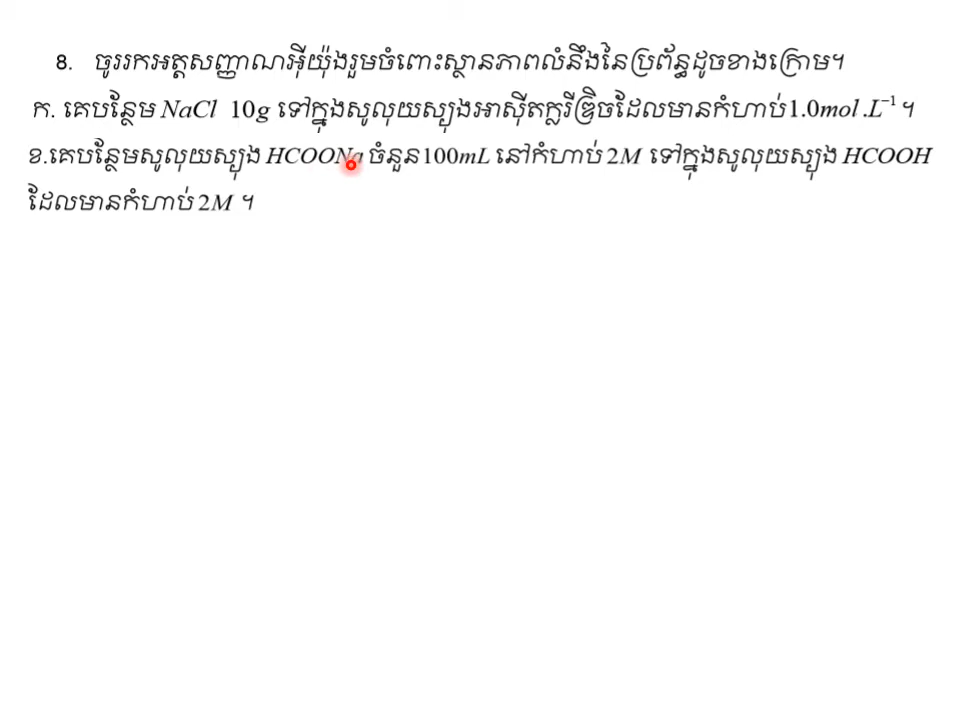 8. ចូររកអត្តសញ្ញាណអ៊ីយ៉ុងរួមចំពោះស្ថានភាពលំនឹងនៃប្រព័ន្ធដូចខាងក្រោម។
ក. គេបន្ថែម NaCl 10g ទៅក្នុងសូលុយស្យុងអាស៊ីតក្លរីឌ្រិចដែលមានកំហាប់1.0mol .L⁻¹ ។
ខ.គេបន្ថែមសូលុយស្យុង HCOONa ចំនួន100mL នៅកំហាប់ 2M ទៅក្នុងសូលុយស្យុង HCOOH
ដែលមានកំហាប់ 2M ។